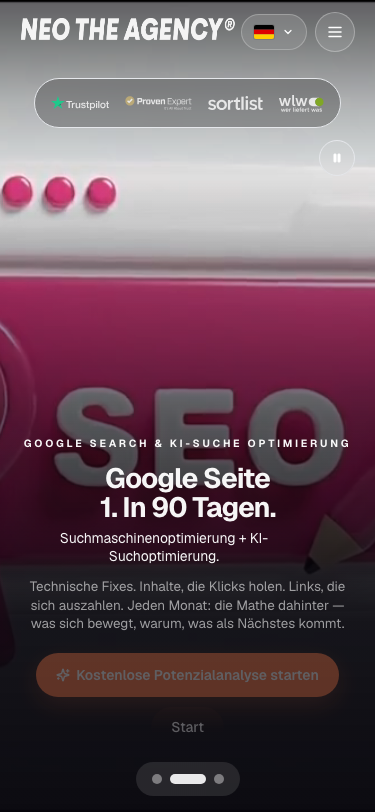 NEO THE AGENCY®
Trustpilot
Proven Expert
sortlist
wlw
wer liefert was
SEO
GOOGLE SEARCH & KI-SUCHE OPTIMIERUNG
Google Seite
1. In 90 Tagen.
Suchmaschinenoptimierung + KI-
Suchoptimierung.
Technische Fixes. Inhalte, die Klicks holen. Links, die
sich auszahlen. Jeden Monat: die Mathe dahinter —
was sich bewegt, warum, was als Nächstes kommt.
Kostenlose Potenzialanalyse starten
Start